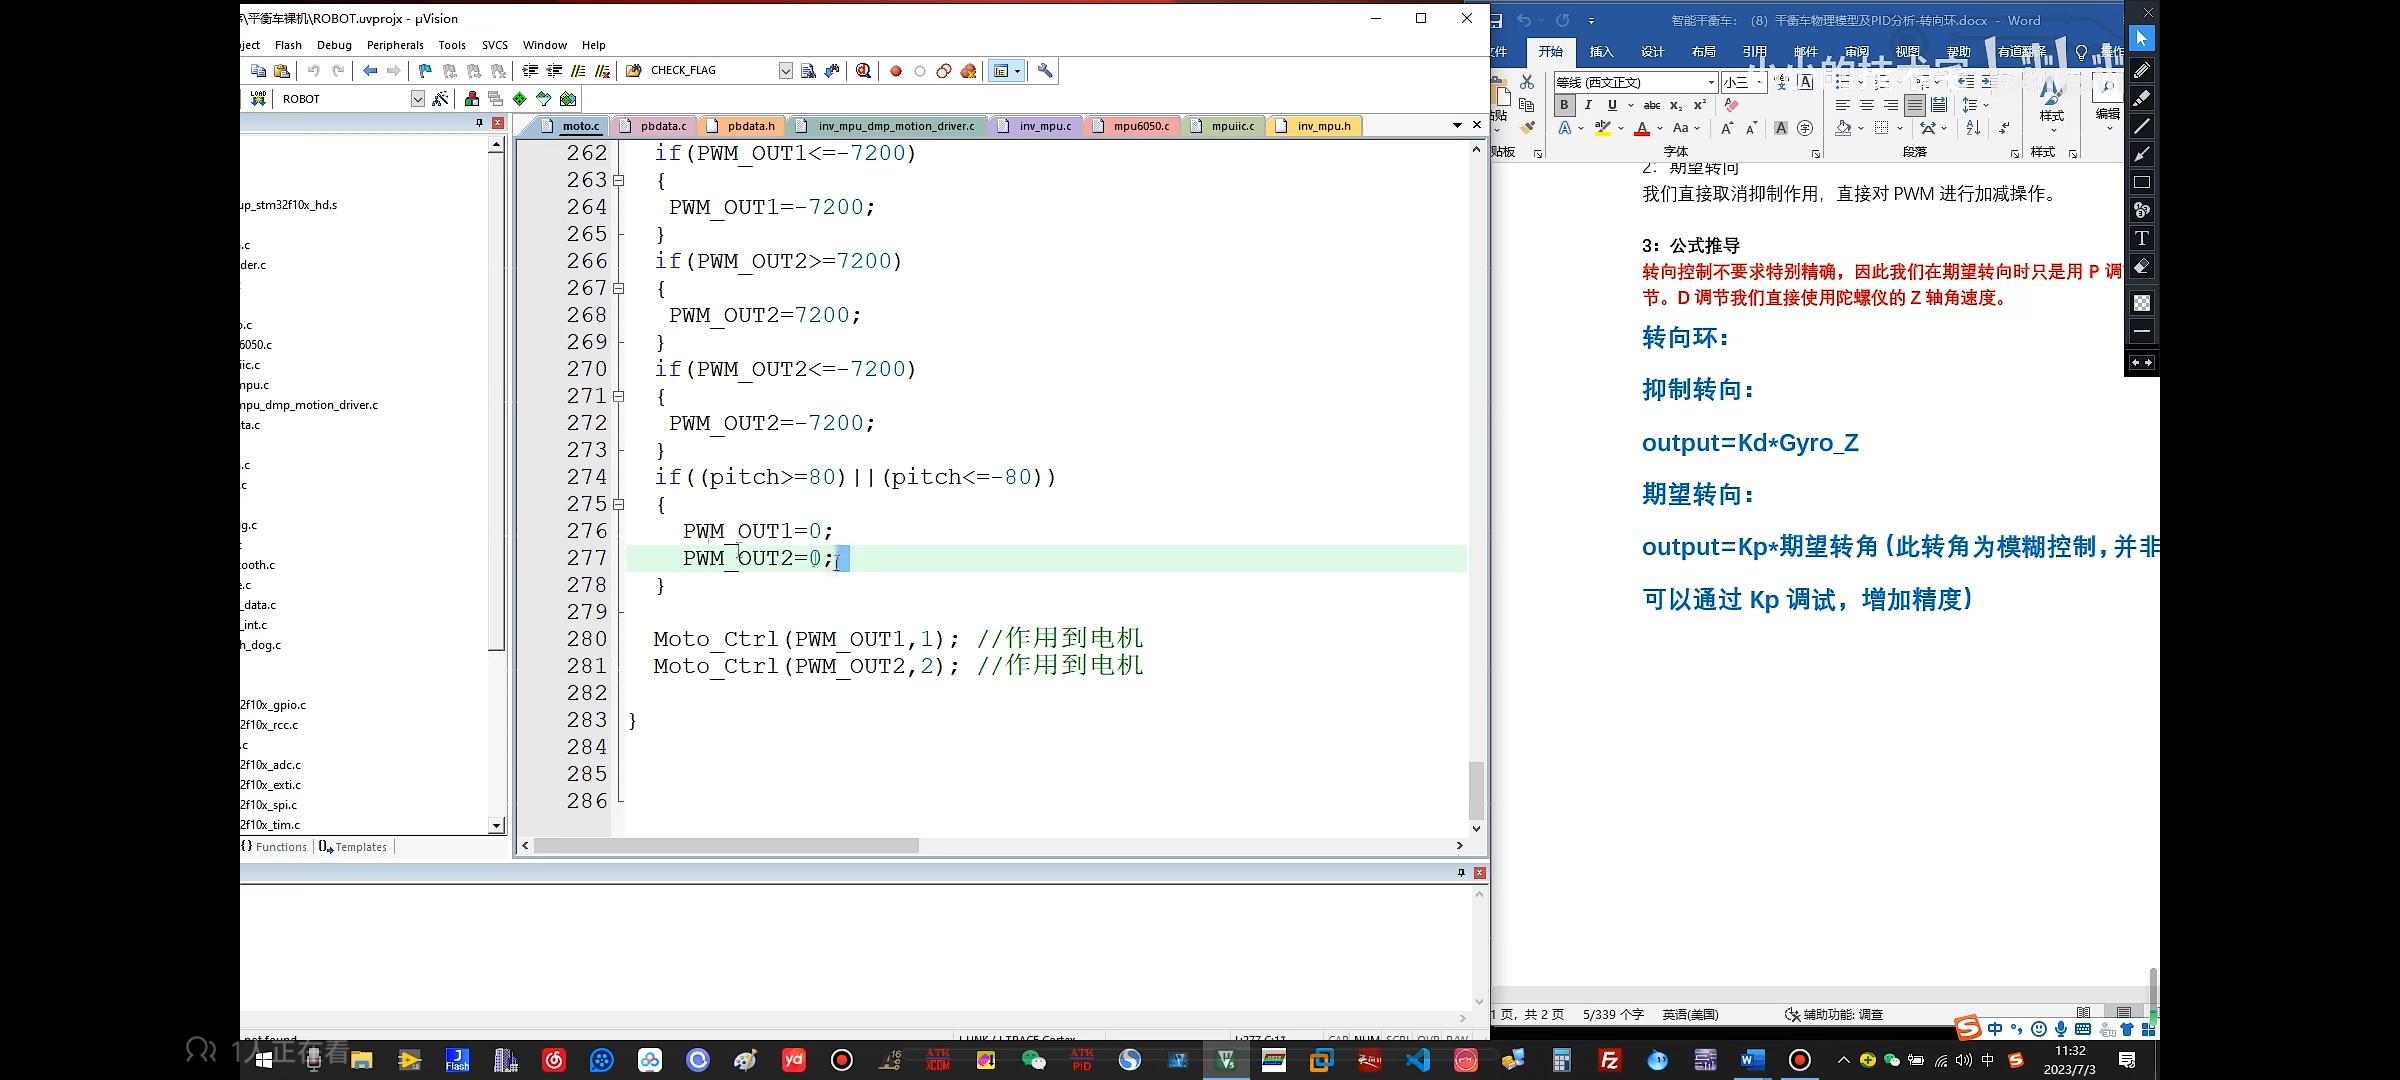 \平衡车裸机\ROBOT.uvprojx - µVision
ject Flash Debug Peripherals Tools SVCS Window Help
CHECK_FLAG
ROBOT
moto.c pbdata.c pbdata.h inv_mpu_dmp_motion_driver.c inv_mpu.c mpu6050.c mpuiic.c inv_mpu.h
up_stm32f10x_hd.s
.c
der.c
o.c
6050.c
iic.c
mpu.c
mpu_dmp_motion_driver.c
ta.c
.c
.c
g.c
tooth.c
e.c
_data.c
_int.c
h_dog.c
2f10x_gpio.c
2f10x_rcc.c
.c
2f10x_adc.c
2f10x_exti.c
2f10x_spi.c
2f10x_tim.c
Functions Templates
262 if(PWM_OUT1<=-7200)
263 {
264 PWM_OUT1=-7200;
265 }
266 if(PWM_OUT2>=7200)
267 {
268 PWM_OUT2=7200;
269 }
270 if(PWM_OUT2<=-7200)
271 {
272 PWM_OUT2=-7200;
273 }
274 if((pitch>=80)||(pitch<=-80))
275 {
276 PWM_OUT1=0;
277 PWM_OUT2=0;
278 }
279
280 Moto_Ctrl(PWM_OUT1,1); //作用到电机
281 Moto_Ctrl(PWM_OUT2,2); //作用到电机
282
283 }
284
285
286
智能平衡车：（8）平衡车物理模型及PID分析-转向环.docx - Word
件 开始 插入 设计 布局 引用 邮件 审阅 视图 帮助 有道翻译 操作
等线 (西文正文) 小三
样式 编辑
贴板 字体 段落 样式
2：期望转向
我们直接取消抑制作用，直接对 PWM 进行加减操作。
3：公式推导
转向控制不要求特别精确，因此我们在期望转向时只是用 P 调
节。D 调节我们直接使用陀螺仪的 Z 轴角速度。
转向环：
抑制转向：
output=Kd*Gyro_Z
期望转向：
output=Kp*期望转角（此转角为模糊控制，并非
可以通过 Kp 调试，增加精度）
1 页，共 2 页 5/339 个字 英语(美国) 辅助功能: 调查
1人正在看
11:32
2023/7/3